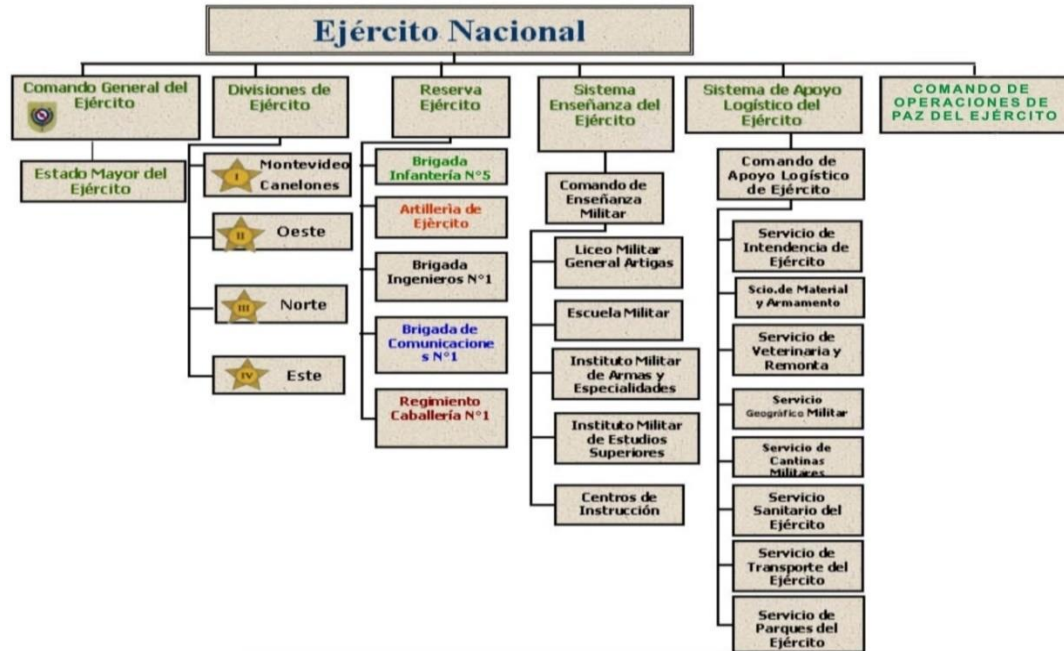 Ejército Nacional
Comando General del
Ejército
Estado Mayor del
Ejército
Divisiones de
Ejército
I
Montevideo
Canelones
II
Oeste
III
Norte
IV
Este
Reserva
Ejército
Brigada
Infantería N°5
Artillerìa de
Ejèrcito
Brigada
Ingenieros N°1
Brigada de
Comunicacione
s N°1
Regimiento
Caballería N°1
Sistema
Enseñanza del
Ejército
Comando de
Enseñanza
Militar
Liceo Militar
General Artigas
Escuela Militar
Instituto Militar
de Armas y
Especialidades
Instituto Militar
de Estudios
Superiores
Centros de
Instrucción
Sistema de Apoyo
Logístico del
Ejército
Comando de
Apoyo Logístico
de Ejército
Servicio de
Intendencia de
Ejército
Scio.de Material
y Armamento
Servicio de
Veterinaria y
Remonta
Servicio
Geográfico Militar
Servicio de
Cantinas
Militares
Servicio
Sanitario del
Ejército
Servicio de
Transporte del
Ejército
Servicio de
Parques del
Ejército
COMANDO DE
OPERACIONES DE
PAZ DEL EJÉRCITO